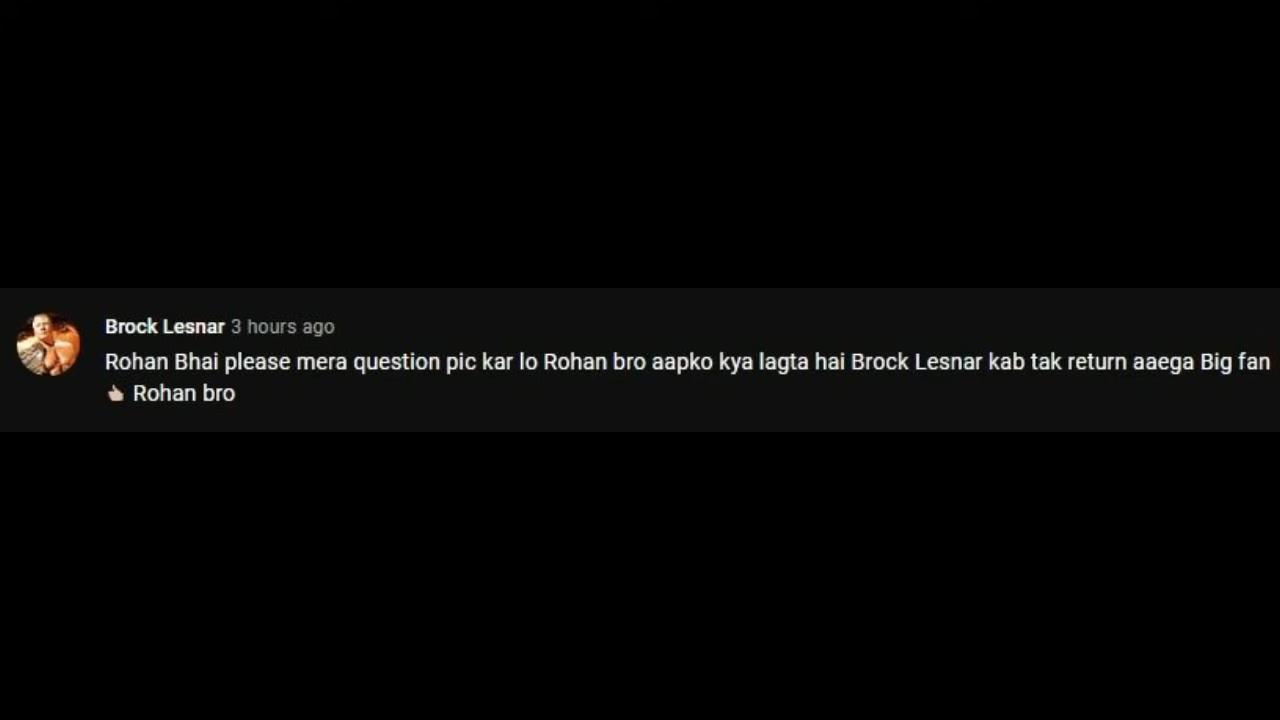 Brock Lesnar 3 hours ago
Rohan Bhai please mera question pic kar lo Rohan bro aapko kya lagta hai Brock Lesnar kab tak return aaega Big fan
👍🏼 Rohan bro